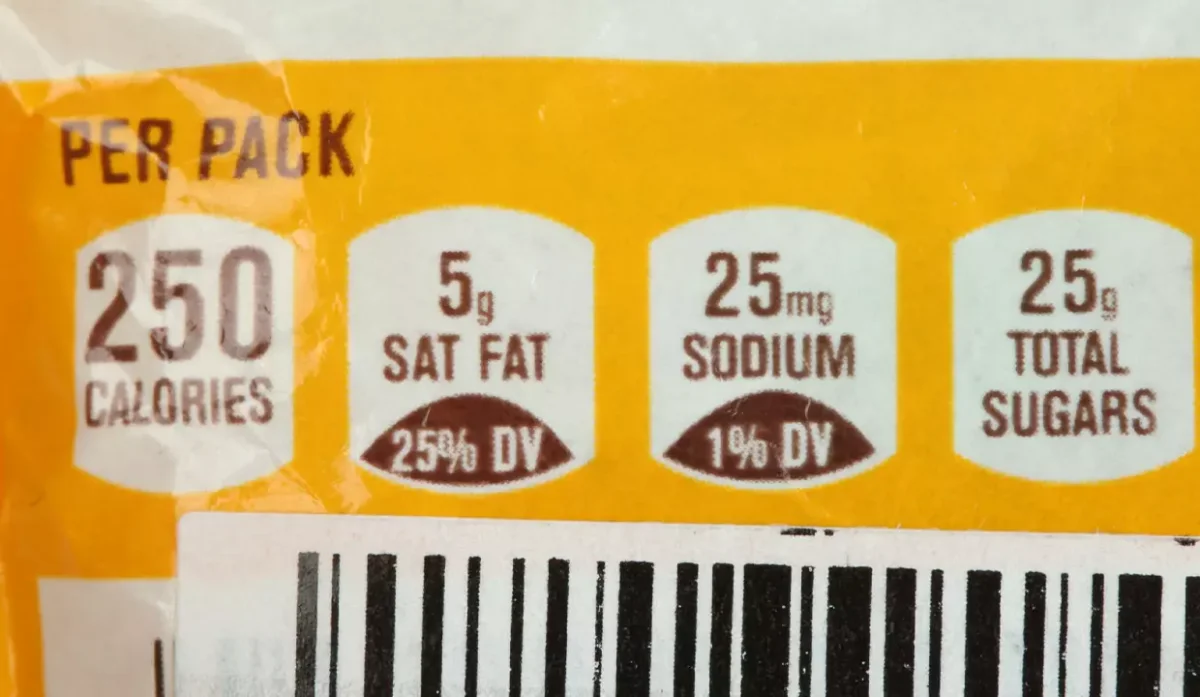 PER PACK
250
CALORIES
5g
SAT FAT
25% DV
25mg
SODIUM
1% DV
25g
TOTAL
SUGARS